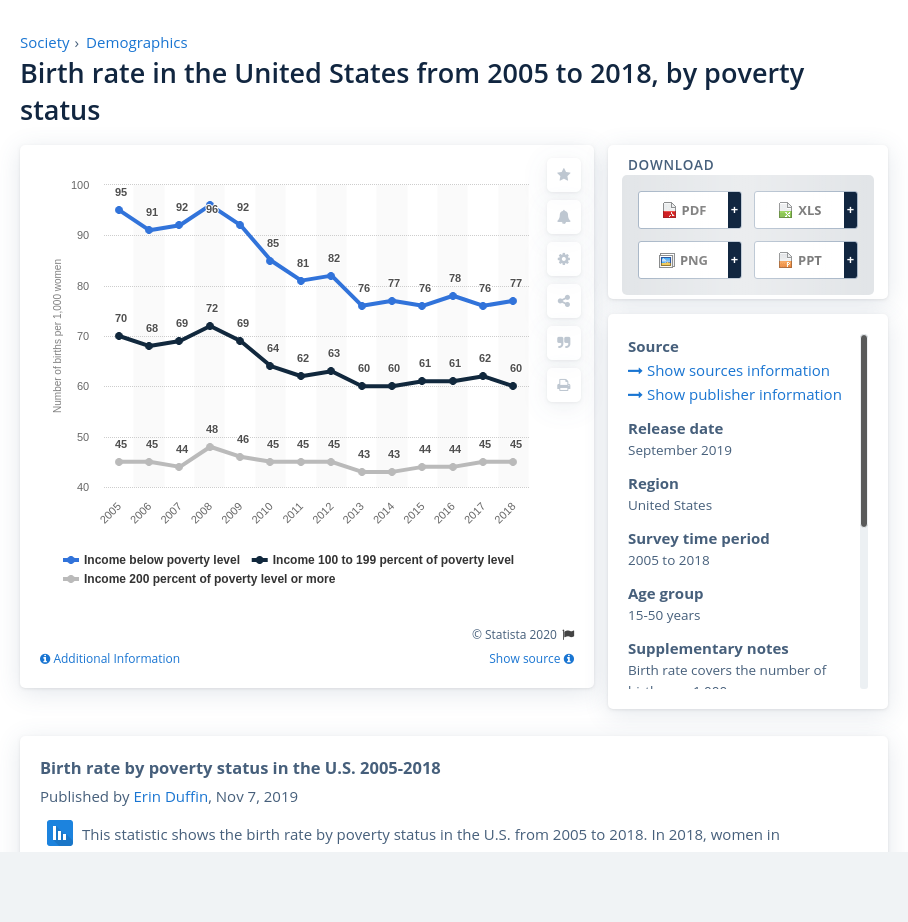 Society › Demographics
Birth rate in the United States from 2005 to 2018, by poverty
status
Number of births per 1,000 women
100
90
80
70
60
50
40
95 91 92 96 92 85 81 82 76 77 76 78 76 77
70 68 69 72 69 64 62 63 60 60 61 61 62 60
45 45 44 48 46 45 45 45 43 43 44 44 45 45
2005 2006 2007 2008 2009 2010 2011 2012 2013 2014 2015 2016 2017 2018
Income below poverty level Income 100 to 199 percent of poverty level
Income 200 percent of poverty level or more
© Statista 2020
Additional Information Show source
DOWNLOAD
PDF + XLS +
PNG + PPT +
Source
Show sources information
Show publisher information
Release date
September 2019
Region
United States
Survey time period
2005 to 2018
Age group
15-50 years
Supplementary notes
Birth rate covers the number of
Birth rate by poverty status in the U.S. 2005-2018
Published by Erin Duffin, Nov 7, 2019
This statistic shows the birth rate by poverty status in the U.S. from 2005 to 2018. In 2018, women in